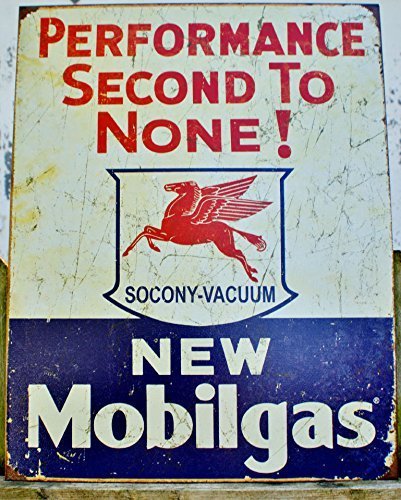 PERFORMANCE
SECOND TO
NONE!
SOCONY-VACUUM
NEW
Mobilgas